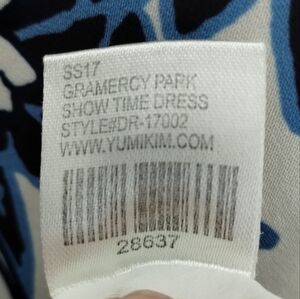 SS17
GRAMERCY PARK
SHOW TIME DRESS
STYLE#DR-17002
WWW.YUMIKIM.COM
28637